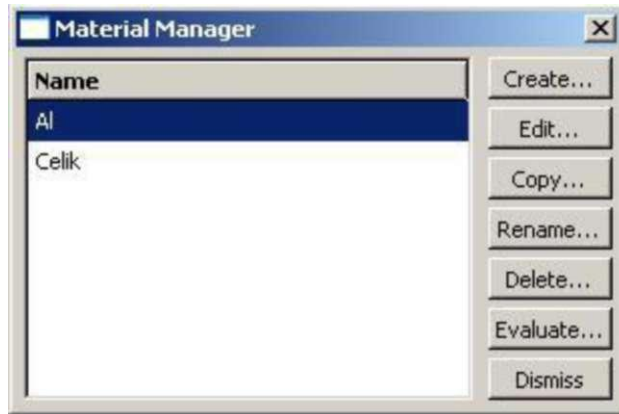 Material Manager
Name
Al
Celik
Create...
Edit...
Copy...
Rename...
Delete...
Evaluate...
Dismiss